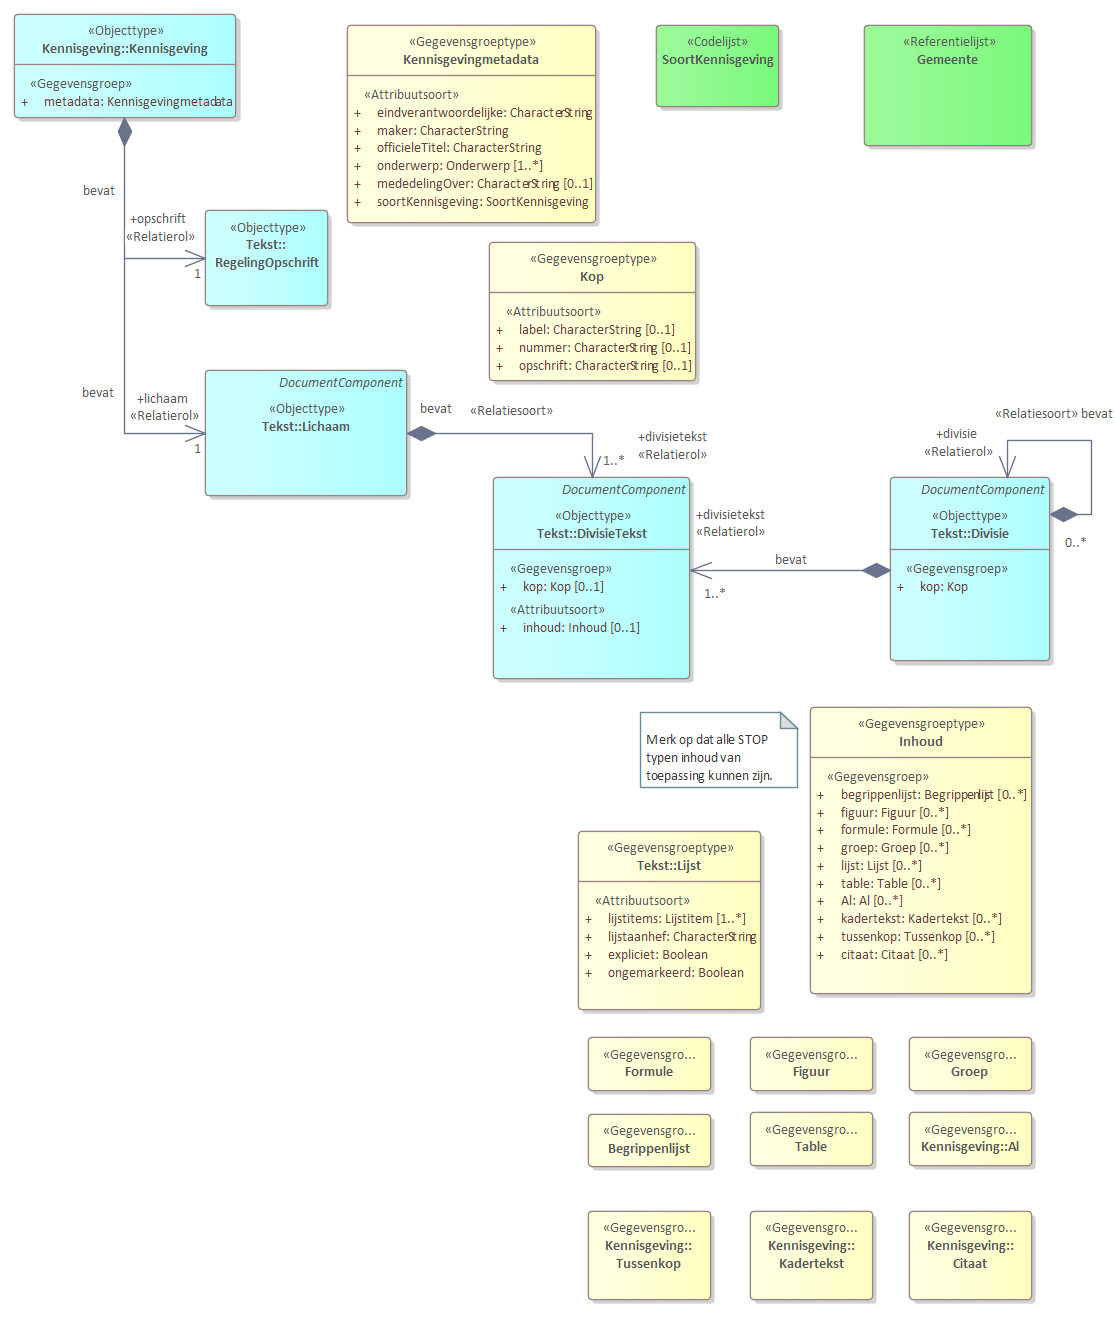 «Objecttype»
Kennisgeving::Kennisgeving
«Gegevensgroep»
+ metadata: Kennisgevingmetadata
«Gegevensgroeptype»
Kennisgevingmetadata
«Attribuutsoort»
+ eindverantwoordelijke: CharacterString
+ maker: CharacterString
+ officieleTitel: CharacterString
+ onderwerp: Onderwerp [1..*]
+ mededelingOver: CharacterString [0..1]
+ soortKennisgeving: SoortKennisgeving
«Codelijst»
SoortKennisgeving
«Referentielijst»
Gemeente
bevat
+opschrift
«Relatierol»
1
«Objecttype»
Tekst::
RegelingOpschrift
«Gegevensgroeptype»
Kop
«Attribuutsoort»
+ label: CharacterString [0..1]
+ nummer: CharacterString [0..1]
+ opschrift: CharacterString [0..1]
bevat
+lichaam
«Relatierol»
1
DocumentComponent
«Objecttype»
Tekst::Lichaam
bevat
«Relatiesoort»
+divisietekst
«Relatierol»
1..*
«Relatiesoort» bevat
+divisie
«Relatierol»
0..*
DocumentComponent
«Objecttype»
Tekst::DivisieTekst
«Gegevensgroep»
+ kop: Kop [0..1]
«Attribuutsoort»
+ inhoud: Inhoud [0..1]
+divisietekst
«Relatierol»
bevat
1..*
DocumentComponent
«Objecttype»
Tekst::Divisie
«Gegevensgroep»
+ kop: Kop
Merk op dat alle STOP
typen inhoud van
toepassing kunnen zijn.
«Gegevensgroeptype»
Inhoud
«Gegevensgroep»
+ begrippenlijst: Begrippenlijst [0..*]
+ figuur: Figuur [0..*]
+ formule: Formule [0..*]
+ groep: Groep [0..*]
+ lijst: Lijst [0..*]
+ table: Table [0..*]
+ Al: Al [0..*]
+ kadertekst: Kadertekst [0..*]
+ tussenkop: Tussenkop [0..*]
+ citaat: Citaat [0..*]
«Gegevensgroeptype»
Tekst::Lijst
«Attribuutsoort»
+ lijstitems: Lijstitem [1..*]
+ lijstaanhef: CharacterString
+ expliciet: Boolean
+ ongemarkeerd: Boolean
«Gegevensgro...
Formule
«Gegevensgro...
Figuur
«Gegevensgro...
Groep
«Gegevensgro...
Begrippenlijst
«Gegevensgro...
Table
«Gegevensgro...
Kennisgeving::Al
«Gegevensgro...
Kennisgeving::
Tussenkop
«Gegevensgro...
Kennisgeving::
Kadertekst
«Gegevensgro...
Kennisgeving::
Citaat